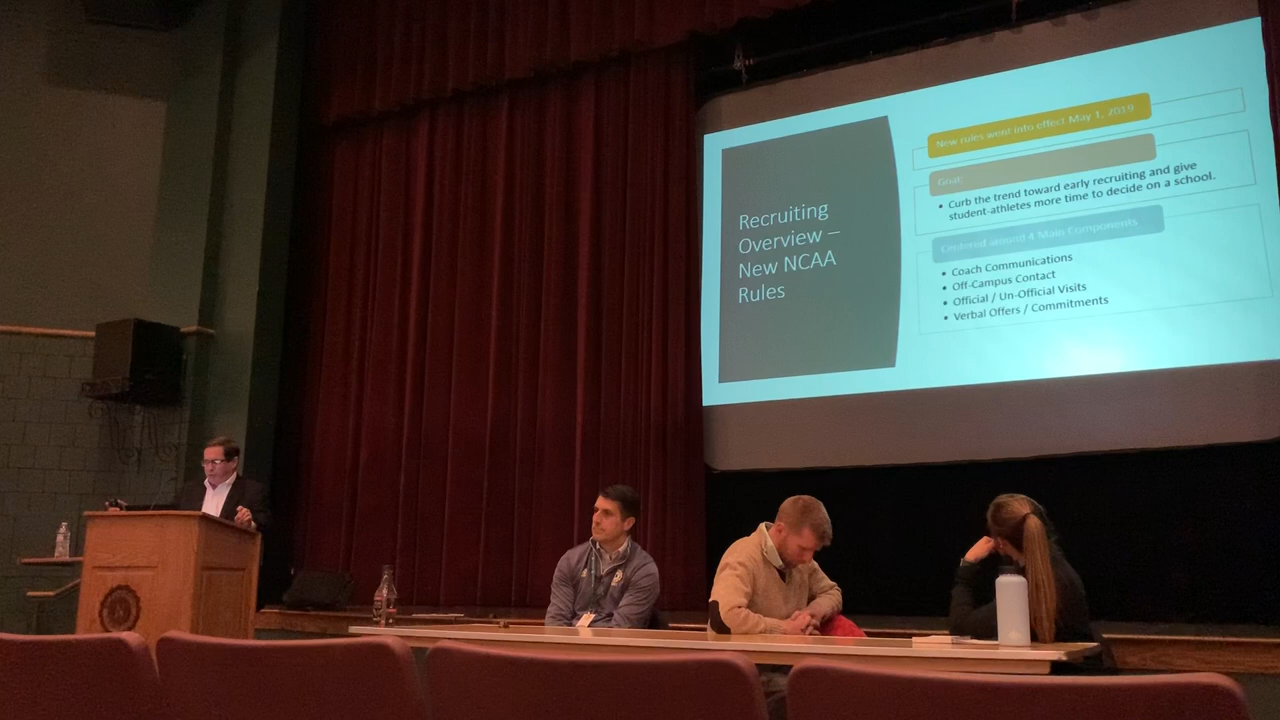 Recruiting
Overview –
New NCAA
Rules
New rules went into effect May 1, 2019
Goal:
• Curb the trend toward early recruiting and give
student-athletes more time to decide on a school.
Centered around 4 Main Components
• Coach Communications
• Off-Campus Contact
• Official / Un-Official Visits
• Verbal Offers / Commitments